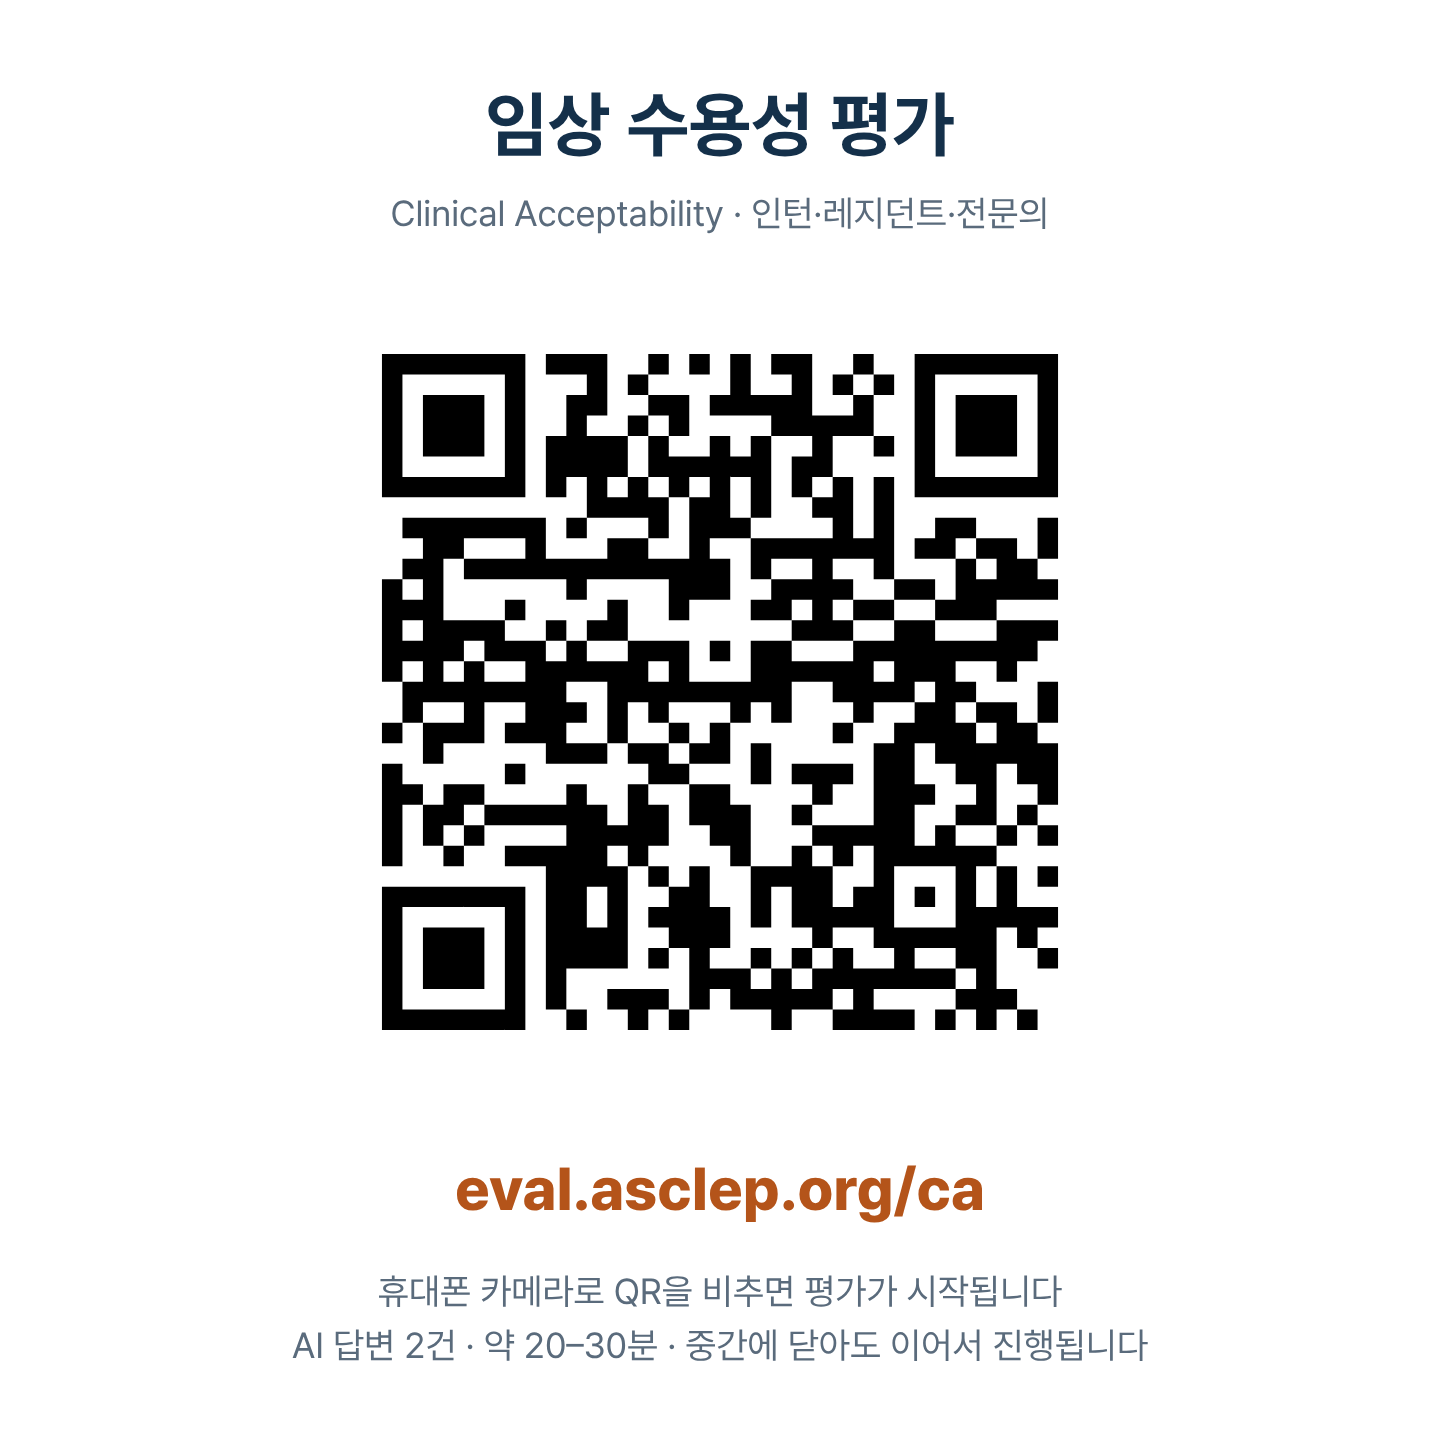 임상 수용성 평가
Clinical Acceptability · 인턴·레지던트·전문의
eval.asclep.org/ca
휴대폰 카메라로 QR을 비추면 평가가 시작됩니다
AI 답변 2건 · 약 20–30분 · 중간에 닫아도 이어서 진행됩니다